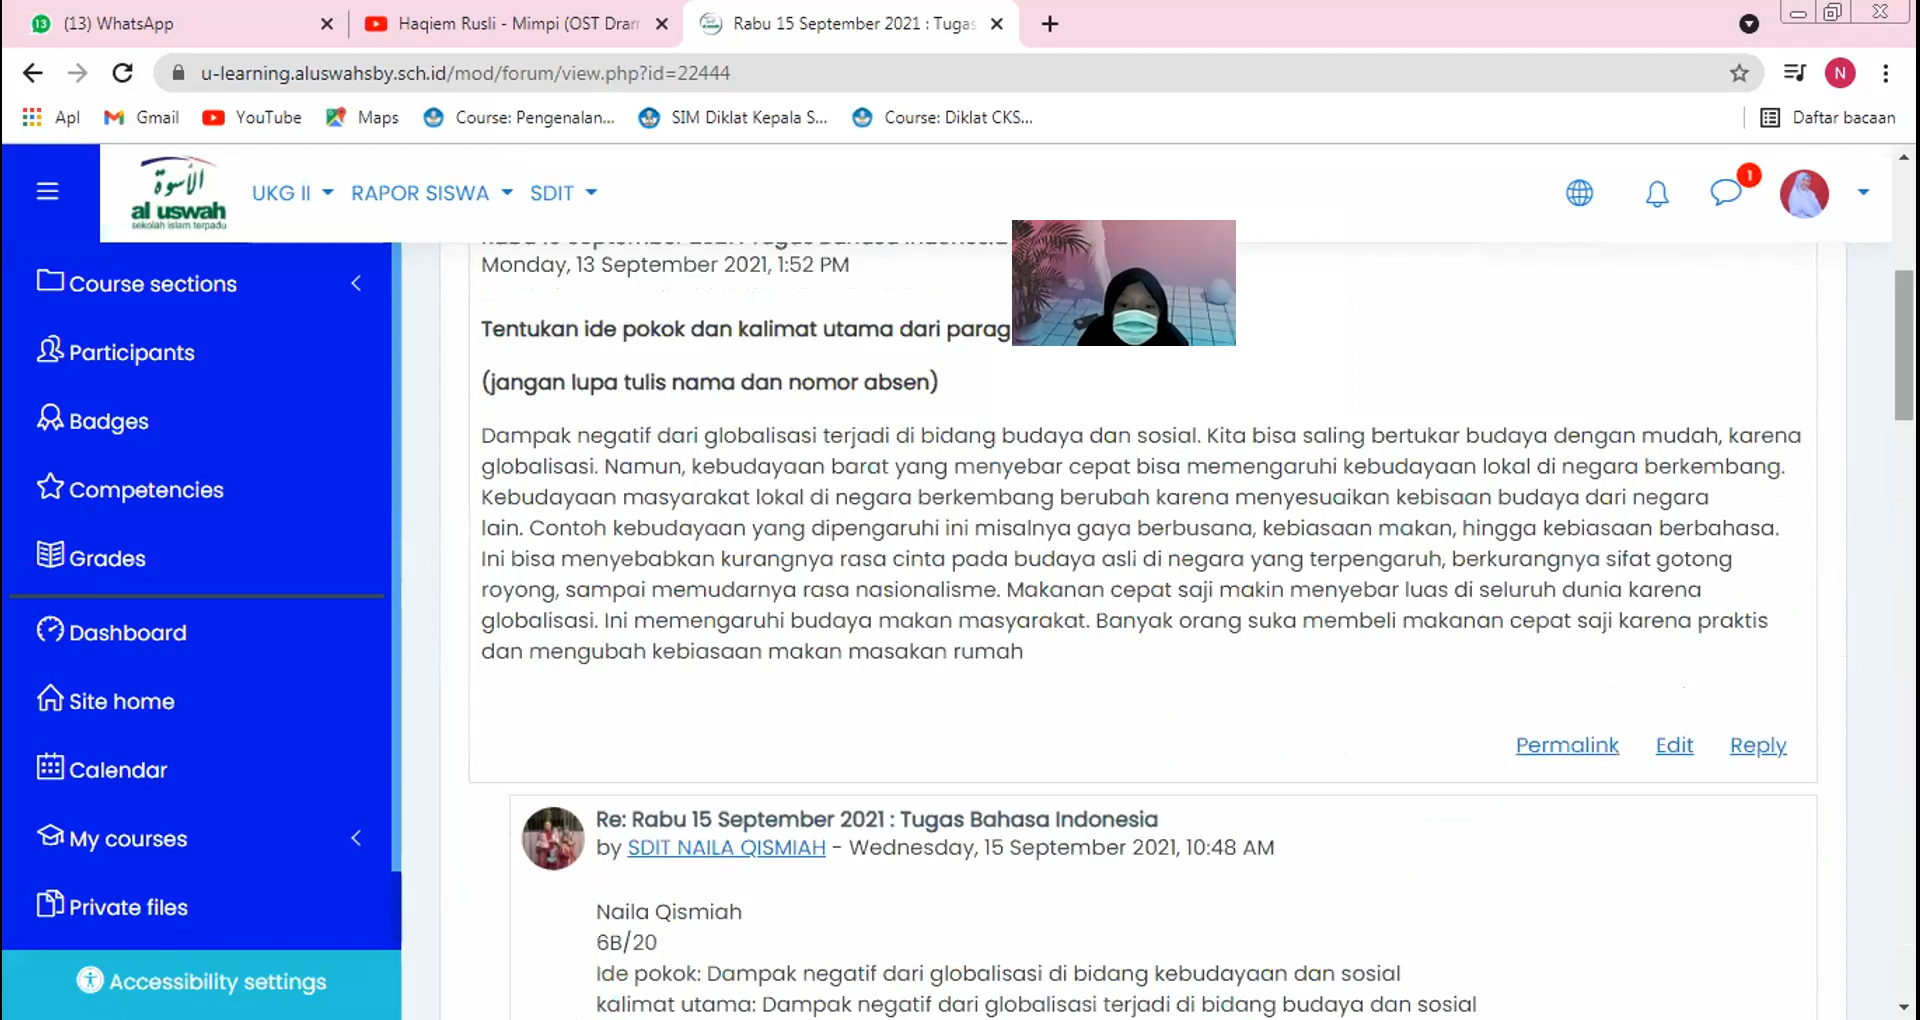 (13) WhatsApp
Haqiem Rusli - Mimpi (OST Dram
Rabu 15 September 2021 : Tugas
u-learning.aluswahsby.sch.id/mod/forum/view.php?id=22444
N
Apl
Gmail
YouTube
Maps
Course: Pengenalan...
SIM Diklat Kepala S...
Course: Diklat CKS...
Daftar bacaan
الأسوة
al uswah
sekolah islam terpadu
UKG II
RAPOR SISWA
SDIT
1
Course sections
Participants
Badges
Competencies
Grades
Dashboard
Site home
Calendar
My courses
Private files
Accessibility settings
Rabu 15 September 2021: Tugas Bahasa Indonesia
Monday, 13 September 2021, 1:52 PM
Tentukan ide pokok dan kalimat utama dari parag
(jangan lupa tulis nama dan nomor absen)
Dampak negatif dari globalisasi terjadi di bidang budaya dan sosial. Kita bisa saling bertukar budaya dengan mudah, karena
globalisasi. Namun, kebudayaan barat yang menyebar cepat bisa memengaruhi kebudayaan lokal di negara berkembang.
Kebudayaan masyarakat lokal di negara berkembang berubah karena menyesuaikan kebisaan budaya dari negara
lain. Contoh kebudayaan yang dipengaruhi ini misalnya gaya berbusana, kebiasaan makan, hingga kebiasaan berbahasa.
Ini bisa menyebabkan kurangnya rasa cinta pada budaya asli di negara yang terpengaruh, berkurangnya sifat gotong
royong, sampai memudarnya rasa nasionalisme. Makanan cepat saji makin menyebar luas di seluruh dunia karena
globalisasi. Ini memengaruhi budaya makan masyarakat. Banyak orang suka membeli makanan cepat saji karena praktis
dan mengubah kebiasaan makan masakan rumah
Permalink
Edit
Reply
Re: Rabu 15 September 2021 : Tugas Bahasa Indonesia
by SDIT NAILA QISMIAH - Wednesday, 15 September 2021, 10:48 AM
Naila Qismiah
6B/20
Ide pokok: Dampak negatif dari globalisasi di bidang kebudayaan dan sosial
kalimat utama: Dampak negatif dari globalisasi terjadi di bidang budaya dan sosial